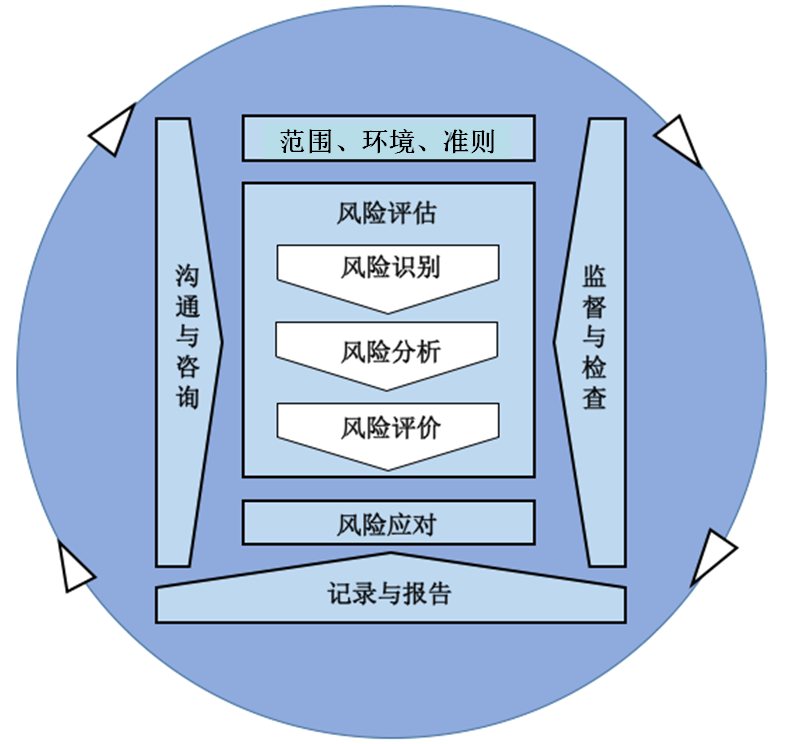 范围、环境、准则
风险评估
风险识别
风险分析
风险评价
风险应对
沟通与咨询
监督与检查
记录与报告